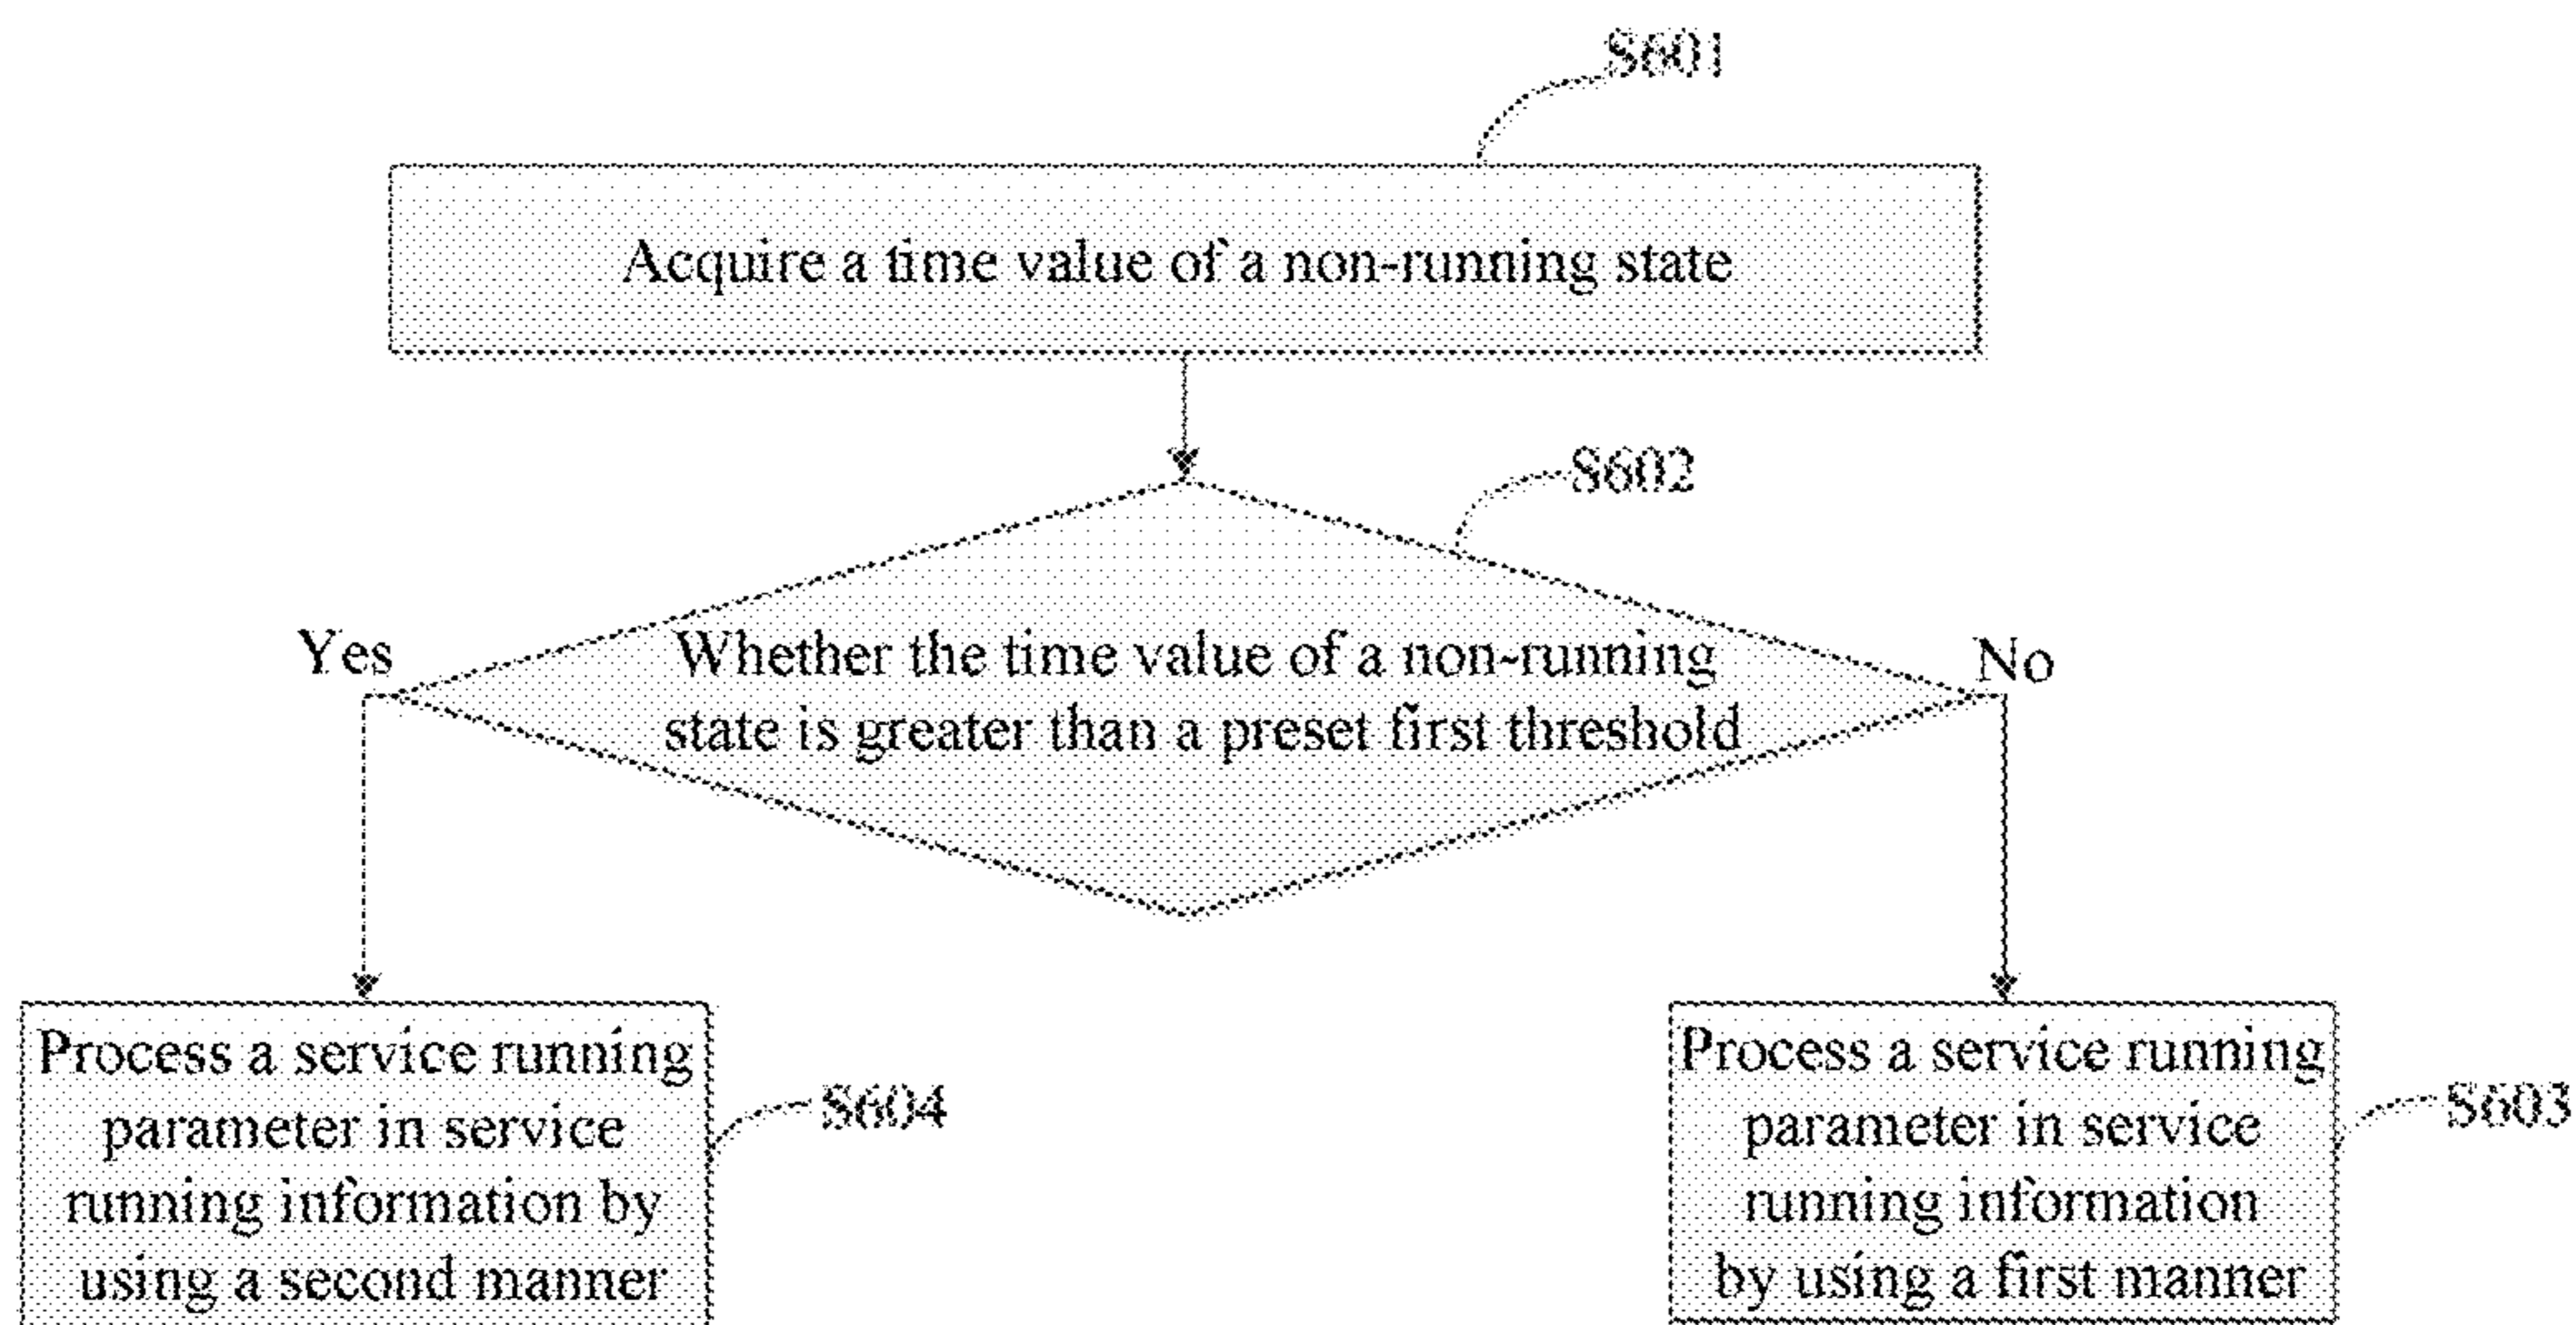 S601
Acquire a time value of a non-running state
S602
Yes
No
Whether the time value of a non-running
state is greater than a preset first threshold
Process a service running
parameter in service
running information by
using a second manner
S604
Process a service running
parameter in service
running information
by using a first manner
S603